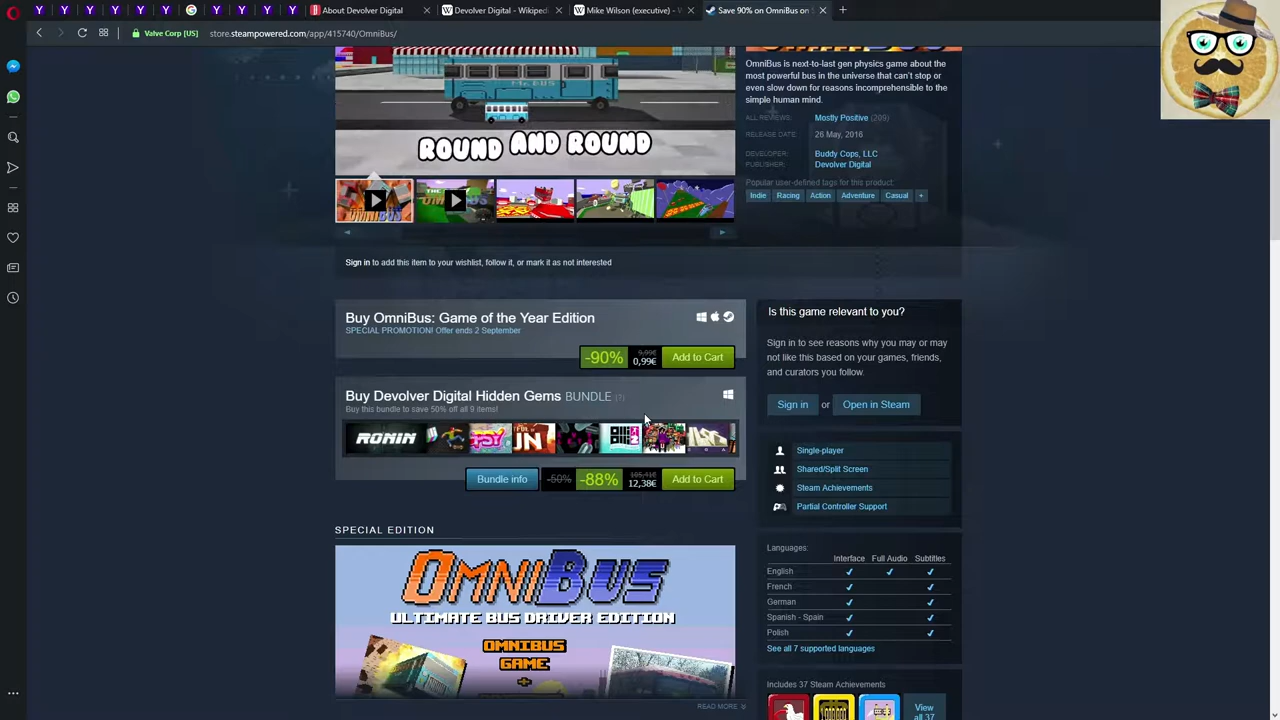 About Devolver Digital
Devolver Digital - Wikiped
Mike Wilson (executive) - W
Save 90% on OmniBus on S
Valve Corp [US]
store.steampowered.com/app/415740/OmniBus/
MR. BUS
ROUND AND ROUND
OmniBus is next-to-last gen physics game about the
most powerful bus in the universe that can't stop or
even slow down for reasons incomprehensible to the
simple human mind.
ALL REVIEWS: Mostly Positive (209)
RELEASE DATE: 26 May, 2016
DEVELOPER: Buddy Cops, LLC
PUBLISHER: Devolver Digital
Popular user-defined tags for this product:
Indie Racing Action Adventure Casual +
Sign in to add this item to your wishlist, follow it, or mark it as not interested
Buy OmniBus: Game of the Year Edition
SPECIAL PROMOTION! Offer ends 2 September
-90% 9,99€ 0,99€ Add to Cart
Buy Devolver Digital Hidden Gems BUNDLE (?)
Buy this bundle to save 50% off all 9 items!
RONIN
Bundle info -50% -88% 105,41€ 12,38€ Add to Cart
SPECIAL EDITION
OMNIBUS
ULTIMATE BUS DRIVER EDITION
OMNIBUS
GAME
+
READ MORE
Is this game relevant to you?
Sign in to see reasons why you may or may
not like this based on your games, friends,
and curators you follow.
Sign in or Open in Steam
Single-player
Shared/Split Screen
Steam Achievements
Partial Controller Support
Languages:
Interface Full Audio Subtitles
English ✔ ✔ ✔
French ✔ ✔
German ✔ ✔
Spanish - Spain ✔ ✔
Polish ✔ ✔
See all 7 supported languages
Includes 37 Steam Achievements
View
all 37